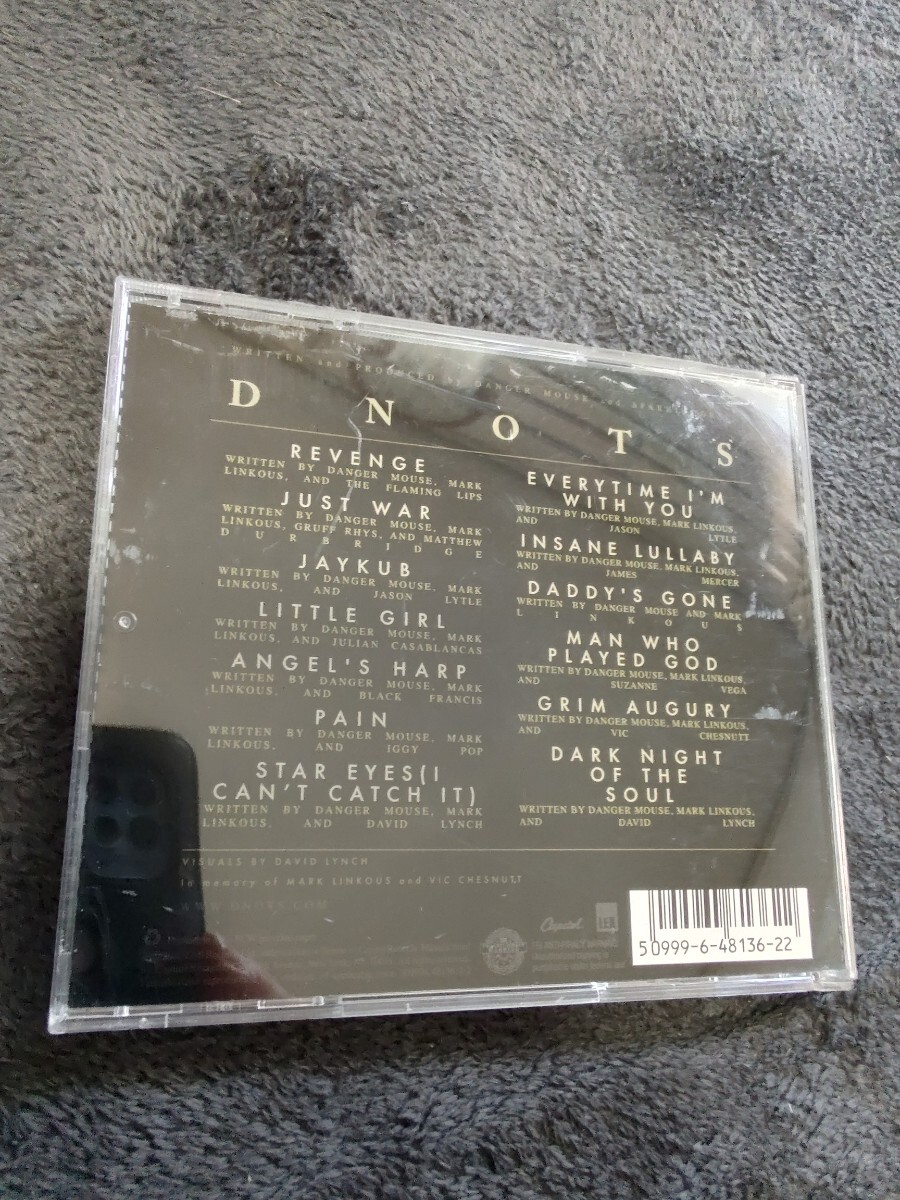 WRITTEN and PRODUCED BY DANGER MOUSE and
D N O T S
REVENGE
WRITTEN BY DANGER MOUSE, MARK
LINKOUS, AND THE FLAMING LIPS
JUST WAR
WRITTEN BY DANGER MOUSE, MARK
LINKOUS, GRUFF RHYS, AND MATTHEW
DURBRIDGE
JAYKUB
WRITTEN BY DANGER MOUSE, MARK
LINKOUS, AND JASON LYTLE
LITTLE GIRL
WRITTEN BY DANGER MOUSE, MARK
LINKOUS, AND JULIAN CASABLANCAS
ANGEL'S HARP
WRITTEN BY DANGER MOUSE, MARK
LINKOUS, AND BLACK FRANCIS
PAIN
WRITTEN BY DANGER MOUSE, MARK
LINKOUS, AND IGGY POP
STAR EYES(I
CAN'T CATCH IT)
WRITTEN BY DANGER MOUSE, MARK
LINKOUS, AND DAVID LYNCH
EVERYTIME I'M
WITH YOU
WRITTEN BY DANGER MOUSE, MARK LINKOUS,
AND JASON LYTLE
INSANE LULLABY
WRITTEN BY DANGER MOUSE, MARK LINKOUS,
AND JAMES MERCER
DADDY'S GONE
WRITTEN BY DANGER MOUSE AND MARK
LINKOUS
MAN WHO
PLAYED GOD
WRITTEN BY DANGER MOUSE, MARK LINKOUS,
AND SUZANNE VEGA
GRIM AUGURY
WRITTEN BY DANGER MOUSE, MARK LINKOUS,
AND VIC CHESNUTT
DARK NIGHT
OF THE
SOUL
WRITTEN BY DANGER MOUSE, MARK LINKOUS,
AND DAVID LYNCH
VISUALS BY DAVID LYNCH
In memory of MARK LINKOUS and VIC CHESNUTT
WWW.DNOTS.COM
Capitol
LEX
5 0999-6-48136-2 2